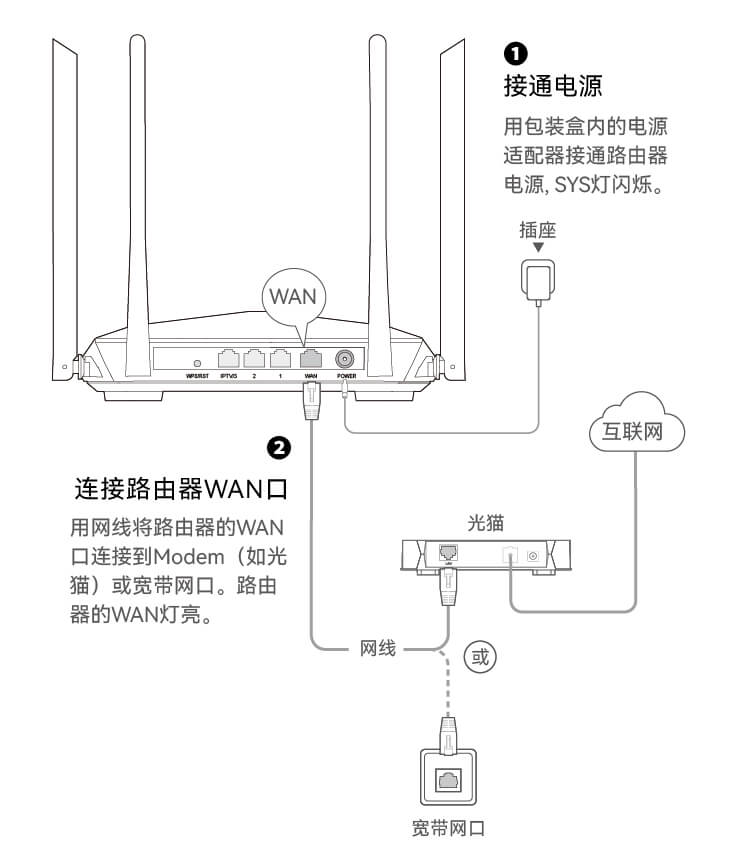 1
接通电源
用包装盒内的电源
适配器接通路由器
电源, SYS灯闪烁。
插座
WAN
WPS/RST IPTV/3 2 1 WAN POWER
互联网
2
连接路由器WAN口
用网线将路由器的WAN
口连接到Modem（如光
猫）或宽带网口。路由
器的WAN灯亮。
光猫
LAN
网线
或
宽带网口